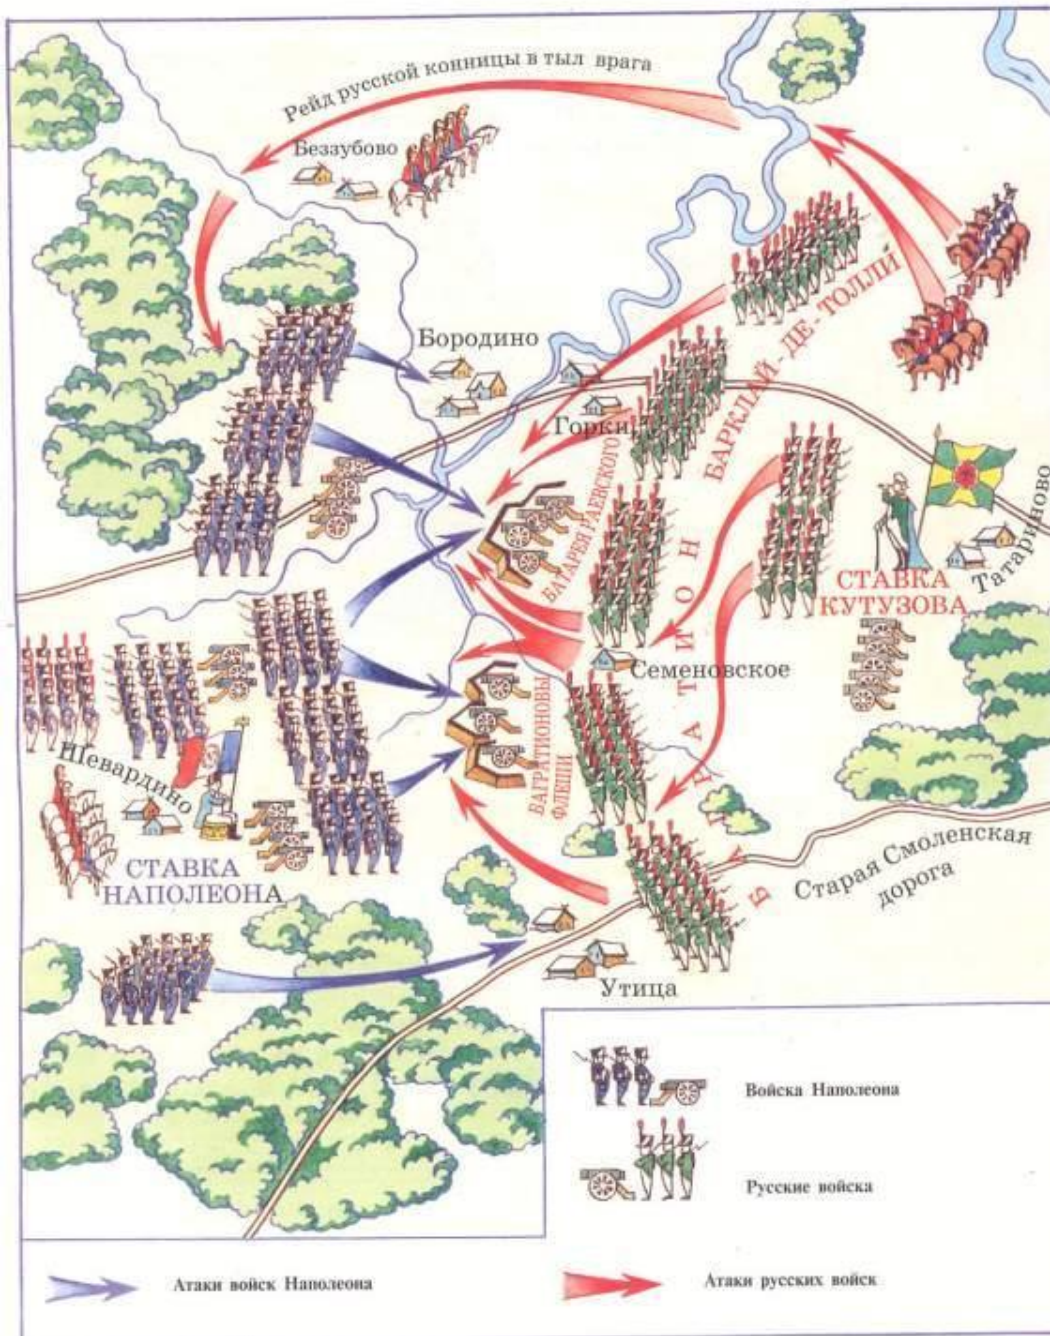 Рейд русской конницы в тыл врага
Беззубово
Бородино
Горки
БАРКЛАЙ - ДЕ - ТОЛЛИ́
БАТАРЕЯ РАЕВСКОГО
БАГРАТИОН
Татариново
СТАВКА
КУТУЗОВА
Семеновское
БАГРАТИОНОВЫ
ФЛЕШИ
Шевардино
СТАВКА
НАПОЛЕОНА
Старая Смоленская
дорога
Утица
Войска Наполеона
Русские войска
Атаки войск Наполеона
Атаки русских войск